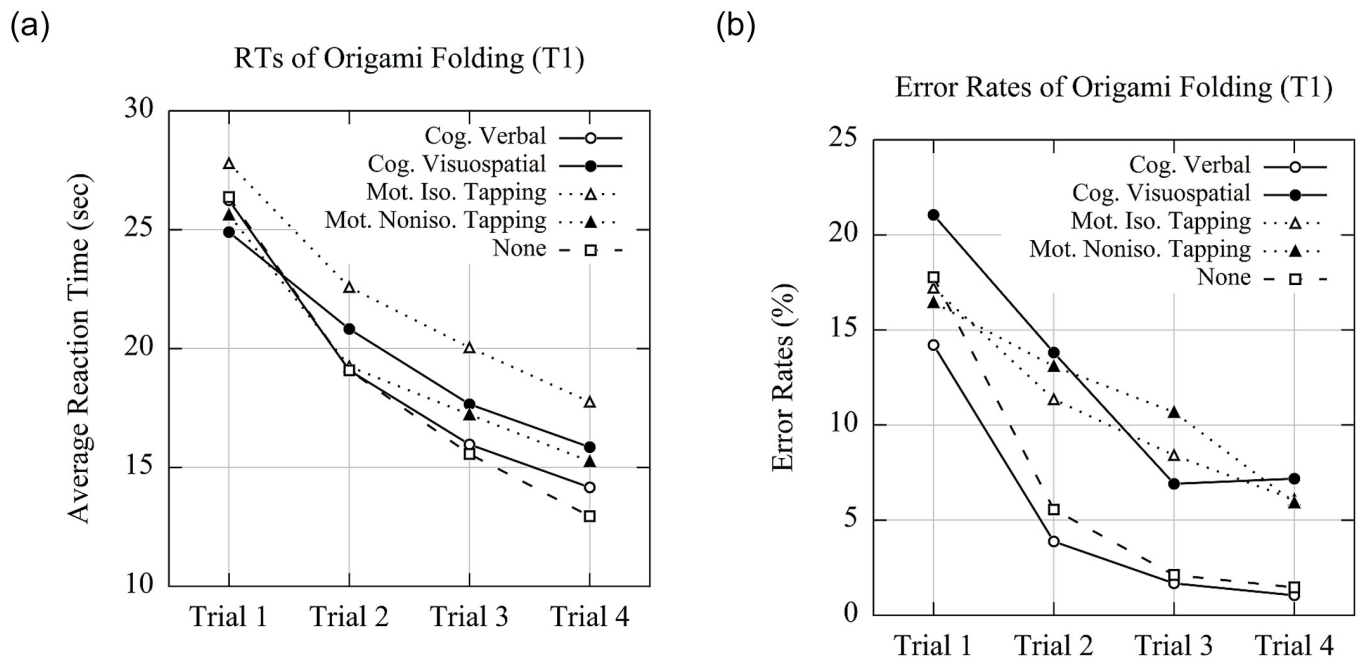 (a)
RTs of Origami Folding (T1)
30
25
20
15
10
Average Reaction Time (sec)
Cog. Verbal
Cog. Visuospatial
Mot. Iso. Tapping
Mot. Noniso. Tapping
None
Trial 1 Trial 2 Trial 3 Trial 4
(b)
Error Rates of Origami Folding (T1)
25
20
15
10
5
0
Error Rates (%)
Cog. Verbal
Cog. Visuospatial
Mot. Iso. Tapping
Mot. Noniso. Tapping
None
Trial 1 Trial 2 Trial 3 Trial 4